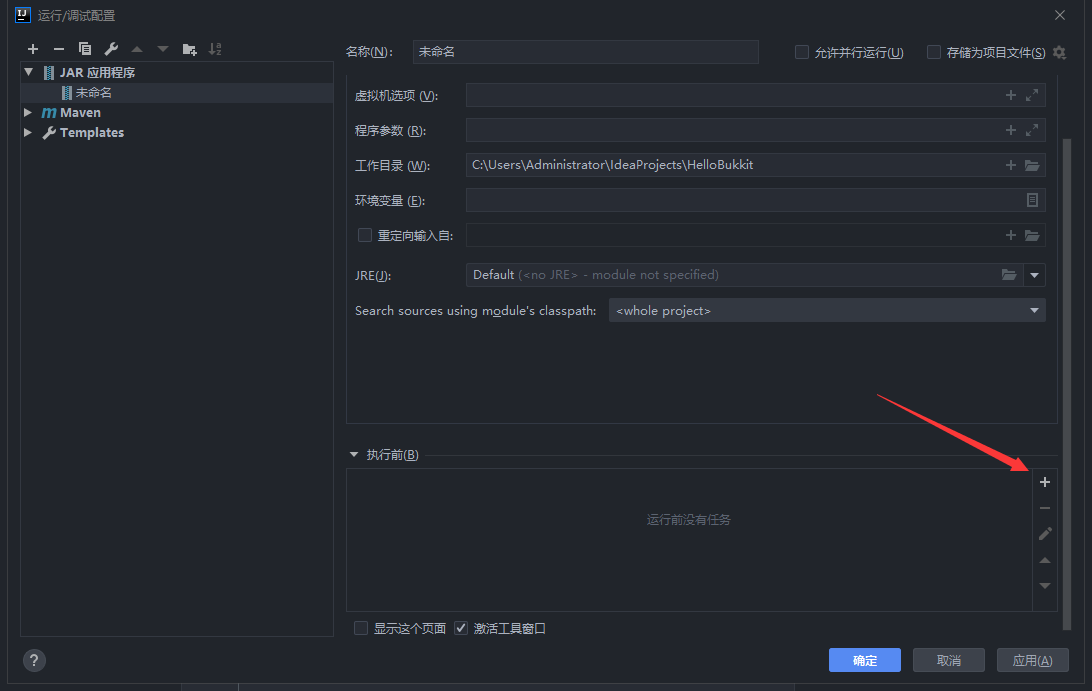 运行/调试配置
名称(N):
未命名
允许并行运行(U)
存储为项目文件(S)
JAR 应用程序
未命名
Maven
Templates
虚拟机选项 (V):
程序参数 (R):
工作目录 (W):
C:\Users\Administrator\IdeaProjects\HelloBukkit
环境变量 (E):
重定向输入自:
JRE(J):
Default (<no JRE> - module not specified)
Search sources using module's classpath:
<whole project>
执行前(B)
运行前没有任务
显示这个页面
激活工具窗口
?
确定
取消
应用(A)